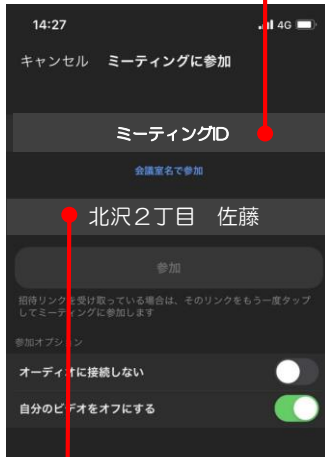 14:27
4G
キャンセル ミーティングに参加
ミーティングID
会議室名で参加
北沢2丁目 佐藤
参加
招待リンクを受け取っている場合は、そのリンクをもう一度タップ
してミーティングに参加します
参加オプション
オーディオに接続しない
自分のビデオをオフにする